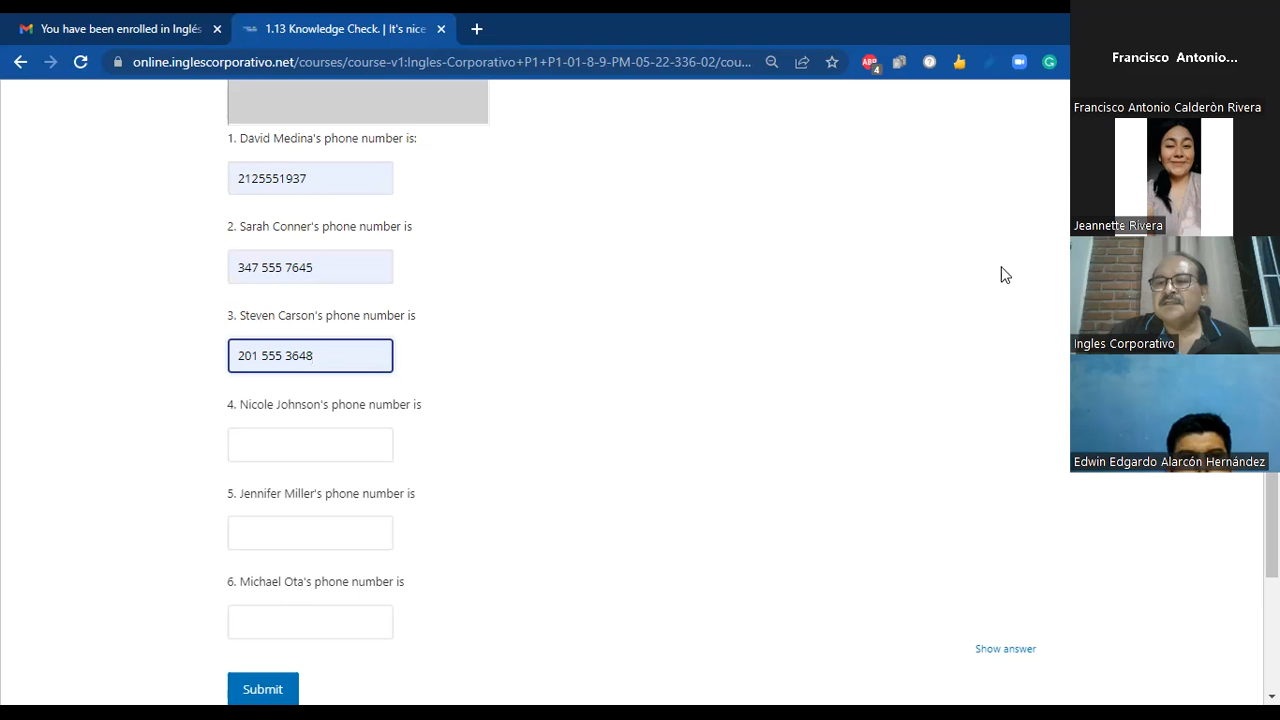 You have been enrolled in Inglés
1.13 Knowledge Check. | It's nice
online.inglescorporativo.net/courses/course-v1:Ingles-Corporativo+P1+P1-01-8-9-PM-05-22-336-02/cou...
ABP
4
Francisco Antonio...
Francisco Antonio Calderòn Rivera
Jeannette Rivera
Ingles Corporativo
Edwin Edgardo Alarcón Hernández
1. David Medina's phone number is:
2125551937
2. Sarah Conner's phone number is
347 555 7645
3. Steven Carson's phone number is
201 555 3648
4. Nicole Johnson's phone number is
5. Jennifer Miller's phone number is
6. Michael Ota's phone number is
Show answer
Submit